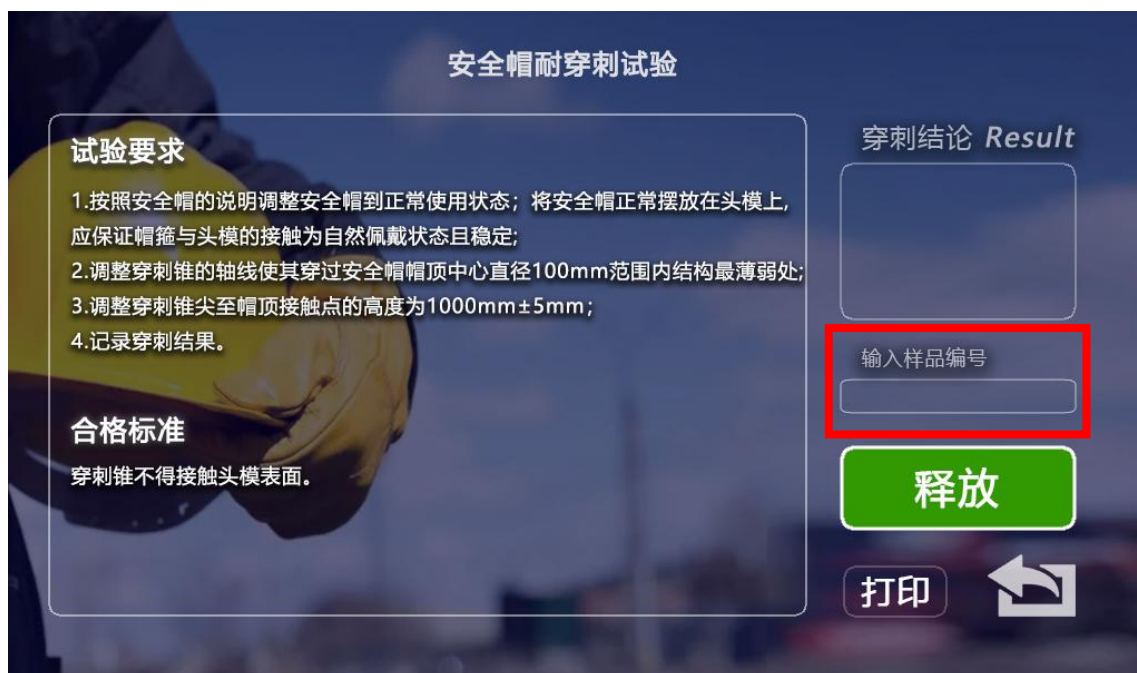 安全帽耐穿刺试验
试验要求
1.按照安全帽的说明调整安全帽到正常使用状态；将安全帽正常摆放在头模上,
应保证帽箍与头模的接触为自然佩戴状态且稳定;
2.调整穿刺锥的轴线使其穿过安全帽帽顶中心直径100mm范围内结构最薄弱处;
3.调整穿刺锥尖至帽顶接触点的高度为1000mm±5mm；
4.记录穿刺结果。
合格标准
穿刺锥不得接触头模表面。
穿刺结论 Result
输入样品编号
释放
打印